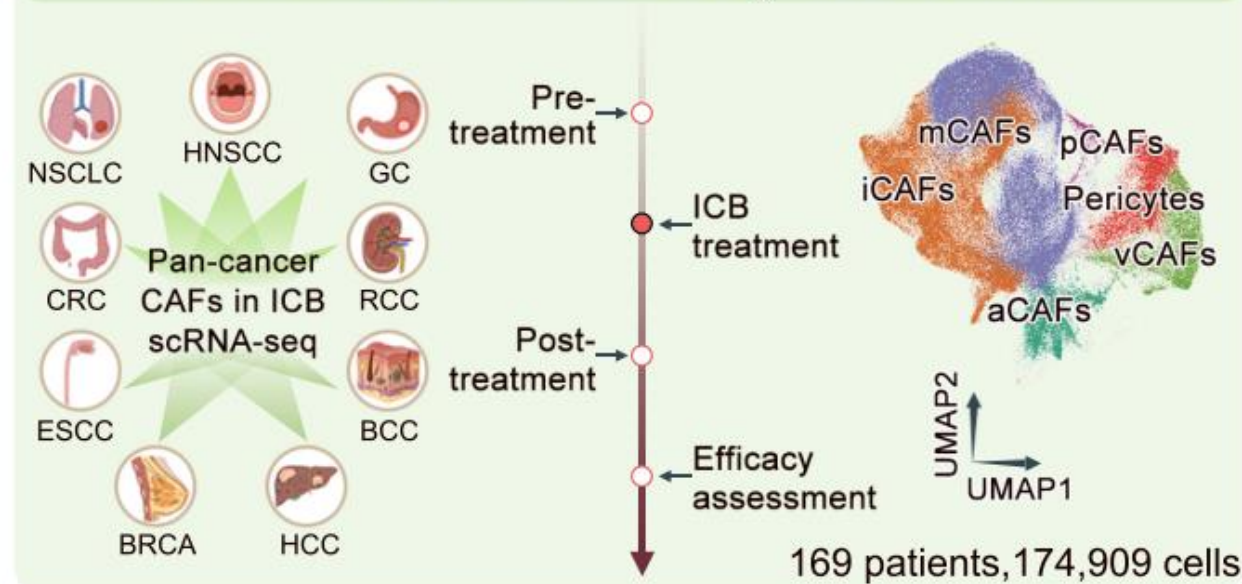 NSCLC
HNSCC
GC
CRC
Pan-cancer
CAFs in ICB
scRNA-seq
RCC
ESCC
BCC
BRCA
HCC
Pre-
treatment
ICB
treatment
Post-
treatment
Efficacy
assessment
mCAFs
pCAFs
iCAFs
Pericytes
vCAFs
aCAFs
UMAP2
UMAP1
169 patients,174,909 cells